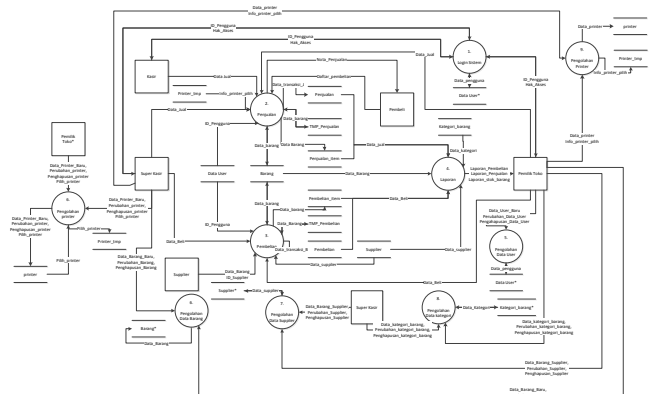 Data_printer
Info_printer_pilih
ID_Pengguna
Hak_Akses
ID_Pengguna
Hak_Akses
Data_printer
printer
1.
Login Sistem
9.
Pengolahan
Printer
Printer_tmp
Info_printer_pilih
Data_Jual
Nota_Penjualan
Kasir
Data_Jual
Data_transaksi_J
Daftar_pembelian
Data_pengguna
Data User*
ID_Pengguna
Hak_Akses
Printer_tmp
Info_printer_pilih
Penjualan
Data_Jual
2.
Penjualan
Pembeli
Data_barang
TMP_Penjualan
Kategori_barang
Data_kategori
Data_printer
Info_printer_pilih
ID_Pengguna
Pemilik
Toko*
Data_barang
Data Barang
Penjualan_item
Data_jual
Data_Printer_Baru,
Perubahan_printer,
Penghapusan_printer
Pilih_printer
Super Kasir
Data User
Barang
Data_Barang
4.
Laporan
Laporan_Pembelian
Laporan_Penjualan
Laporan_stok_barang
Pemilik Toko
Data_Printer_Baru,
Perubahan_printer,
Penghapusan_printer
Pilih_printer
Pengolahan
printer
Data_Printer_Baru,
Perubahan_printer,
Penghapusan_printer
Pilih_printer
Pilih_printer
Printer_tmp
printer
Pilih_printer
ID_Pengguna
Data_Beli
Data_barang
Data_barang
Pembelian_item
Data_Beli
Data_Barang
TMP_Pembelian
3.
Pembelian
Data_transaksi_B
Pembelian
Supplier
Data_supplier
Data_supplier
Data_User_Baru
Perubahan_Data_User
Penghapusan_User
5.
Pengolahan
Data User
Data_pengguna
Data User*
Data_Barang_Baru,
Perubahan_Barang,
Penghapusan_Barang
Supplier
Data_Barang
ID_Supplier
Data_Beli
Supplier*
Data_supplier
6.
Pengolahan
Data Barang
Barang*
Data_Barang
7.
Pengolahan
Data Supplier
Data_Barang_Supplier,
Perubahan_Supplier,
Penghapusan_Supplier
Super Kasir
Data_kategori_barang,
Perubahan_kategori_barang,
Penghapusan_kategori_barang
8.
Pengolahan
Data kategori
Data_Kategori
Kategori_barang*
Data_kategori_barang,
Perubahan_kategori_barang,
Penghapusan_kategori_barang
Data_Barang_Supplier,
Perubahan_Supplier,
Penghapusan_Supplier
Data_Barang_Baru,